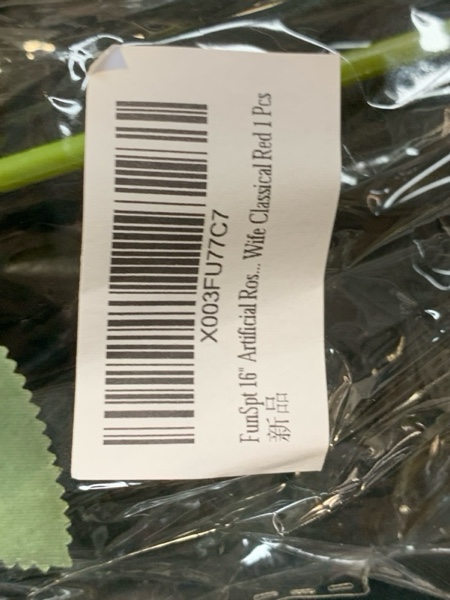 X003FU77C7
FunSpt 16" Artificial Ros... Wife Classical Red 1 Pcs
新品